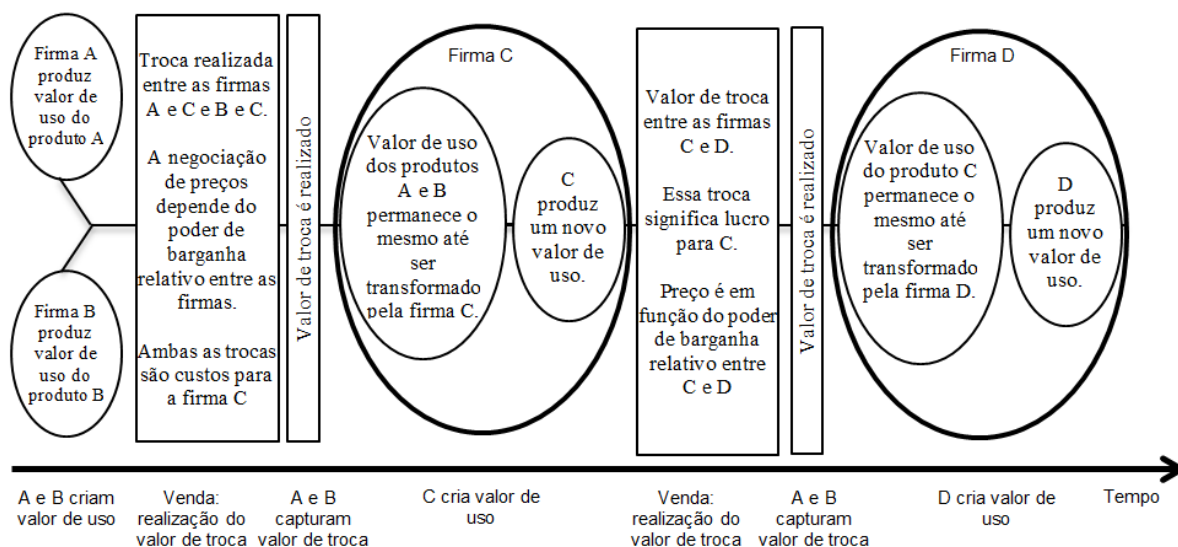 Firma A
produz
valor de
uso do
produto A
Firma B
produz
valor de
uso do
produto B
Troca realizada
entre as firmas
A e C e B e C.
A negociação
de preços
depende do
poder de
barganha
relativo entre as
firmas.
Ambas as trocas
são custos para
a firma C
Valor de troca é realizado
Firma C
Valor de uso
dos produtos
A e B
permanece o
mesmo até
ser
transformado
pela firma C.
C
produz
um novo
valor de
uso.
Valor de troca
entre as firmas
C e D.
Essa troca
significa lucro
para C.
Preço é em
função do poder
de barganha
relativo entre
C e D
Valor de troca é realizado
Firma D
Valor de uso
do produto C
permanece o
mesmo até
ser
transformado
pela firma D.
D
produz
um novo
valor de
uso.
A e B criam
valor de uso
Venda:
realização do
valor de troca
A e B
capturam
valor de troca
C cria valor de
uso
Venda:
realização do
valor de troca
A e B
capturam
valor de troca
D cria valor de
uso
Tempo